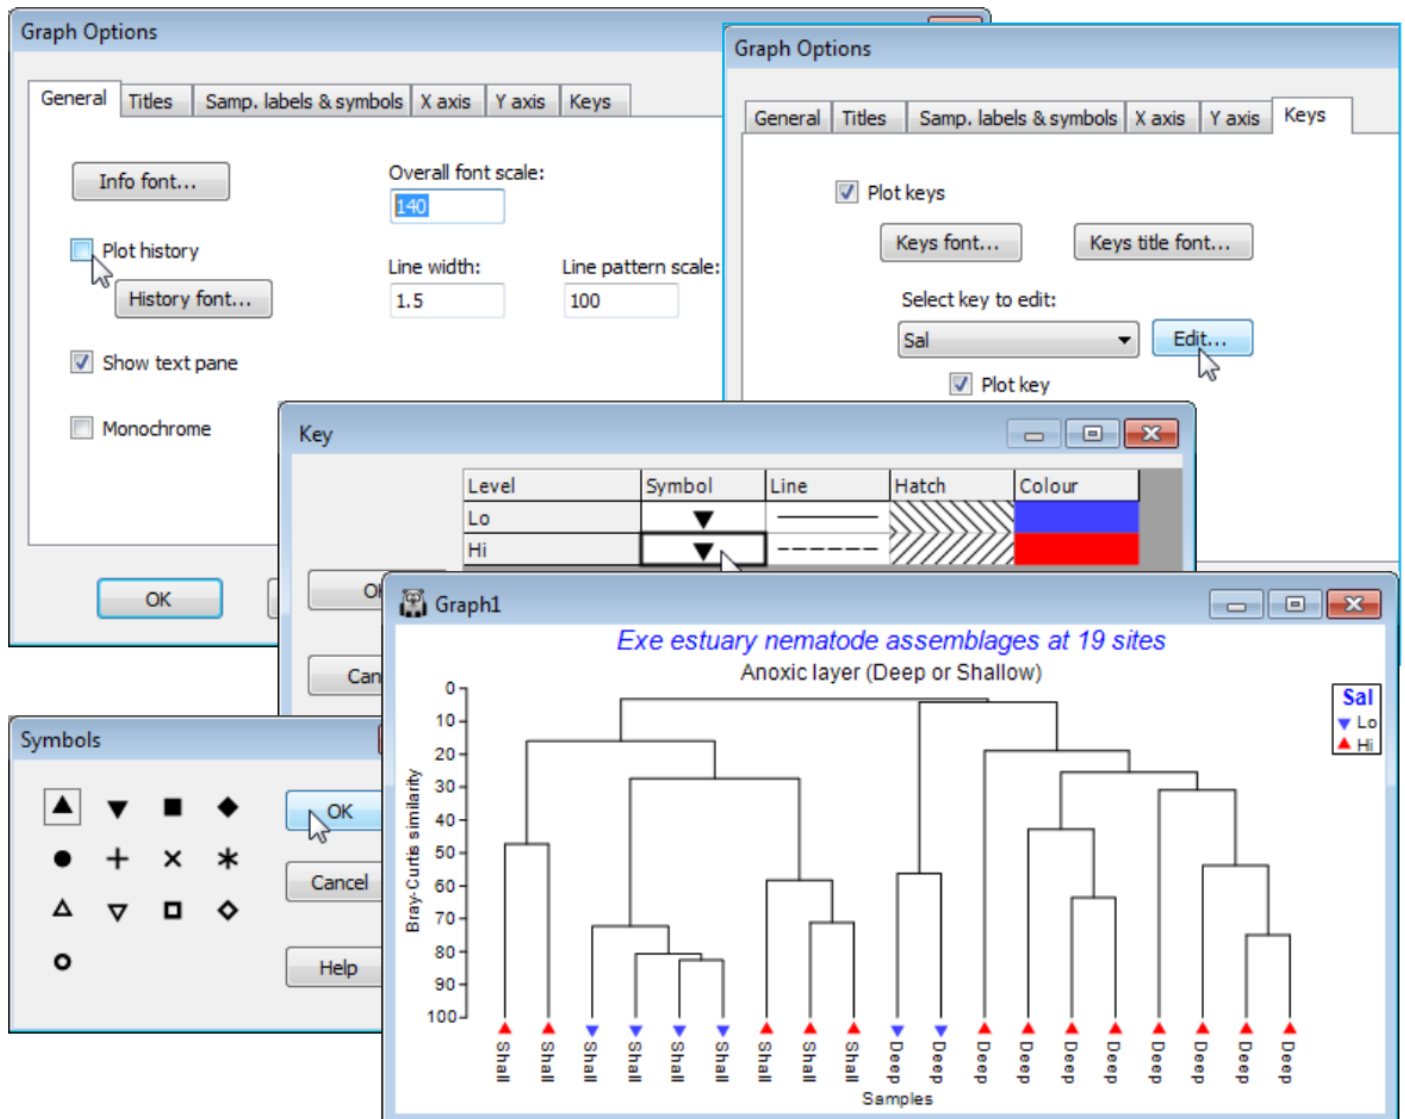 Graph Options
General Titles Samp. labels & symbols X axis Y axis Keys
Info font...
Overall font scale:
140
Plot history
History font...
Line width:
1.5
Line pattern scale:
100
Show text pane
Monochrome
OK
Graph Options
General Titles Samp. labels & symbols X axis Y axis Keys
Plot keys
Keys font...
Keys title font...
Select key to edit:
Sal
Edit...
Plot key
Key
Level Symbol Line Hatch Colour
Lo
Hi
Can
Symbols
OK
Cancel
Help
Graph1
Exe estuary nematode assemblages at 19 sites
Anoxic layer (Deep or Shallow)
Sal
Lo
Hi
Bray-Curtis similarity
0
10
20
30
40
50
60
70
80
90
100
Shall Shall Shall Shall Shall Shall Shall Shall Shall Deep Deep Deep Deep Deep Deep Deep Deep Deep Deep
Samples